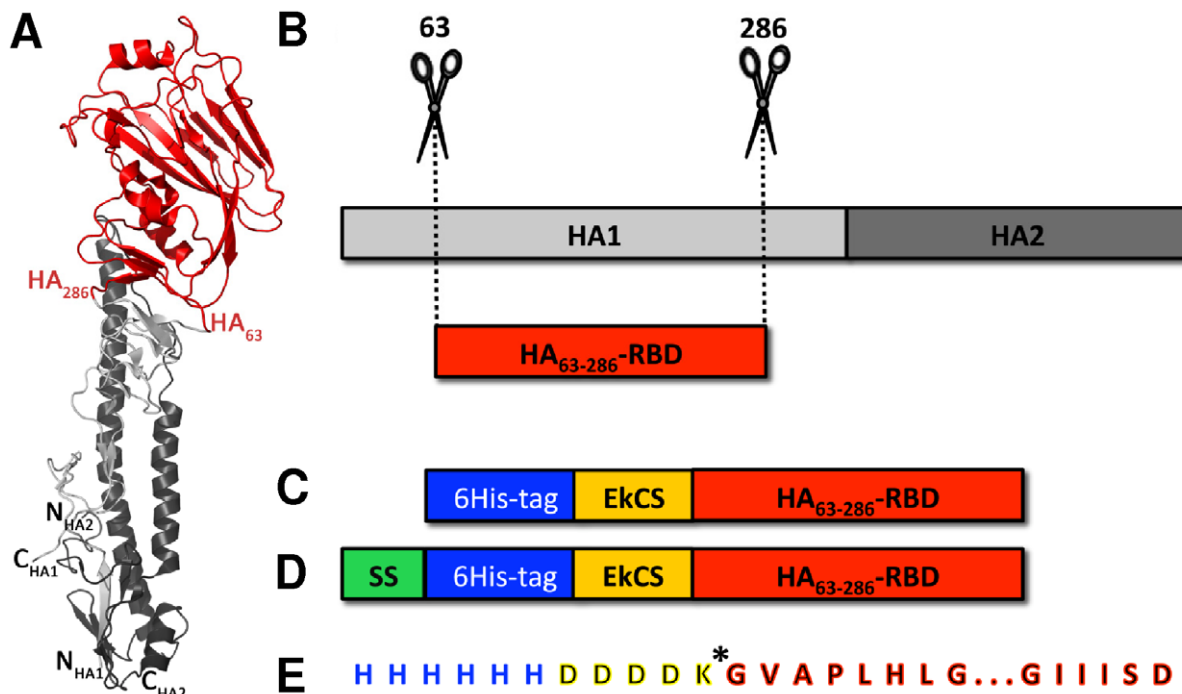 A
HA286
HA63
NHA2
CHA1
NHA1
CHA2
B
63 286
HA1 HA2
HA63-286-RBD
C
6His-tag EkCS HA63-286-RBD
D
SS 6His-tag EkCS HA63-286-RBD
E
H H H H H H D D D D K*G V A P L H L G...G I I I S D